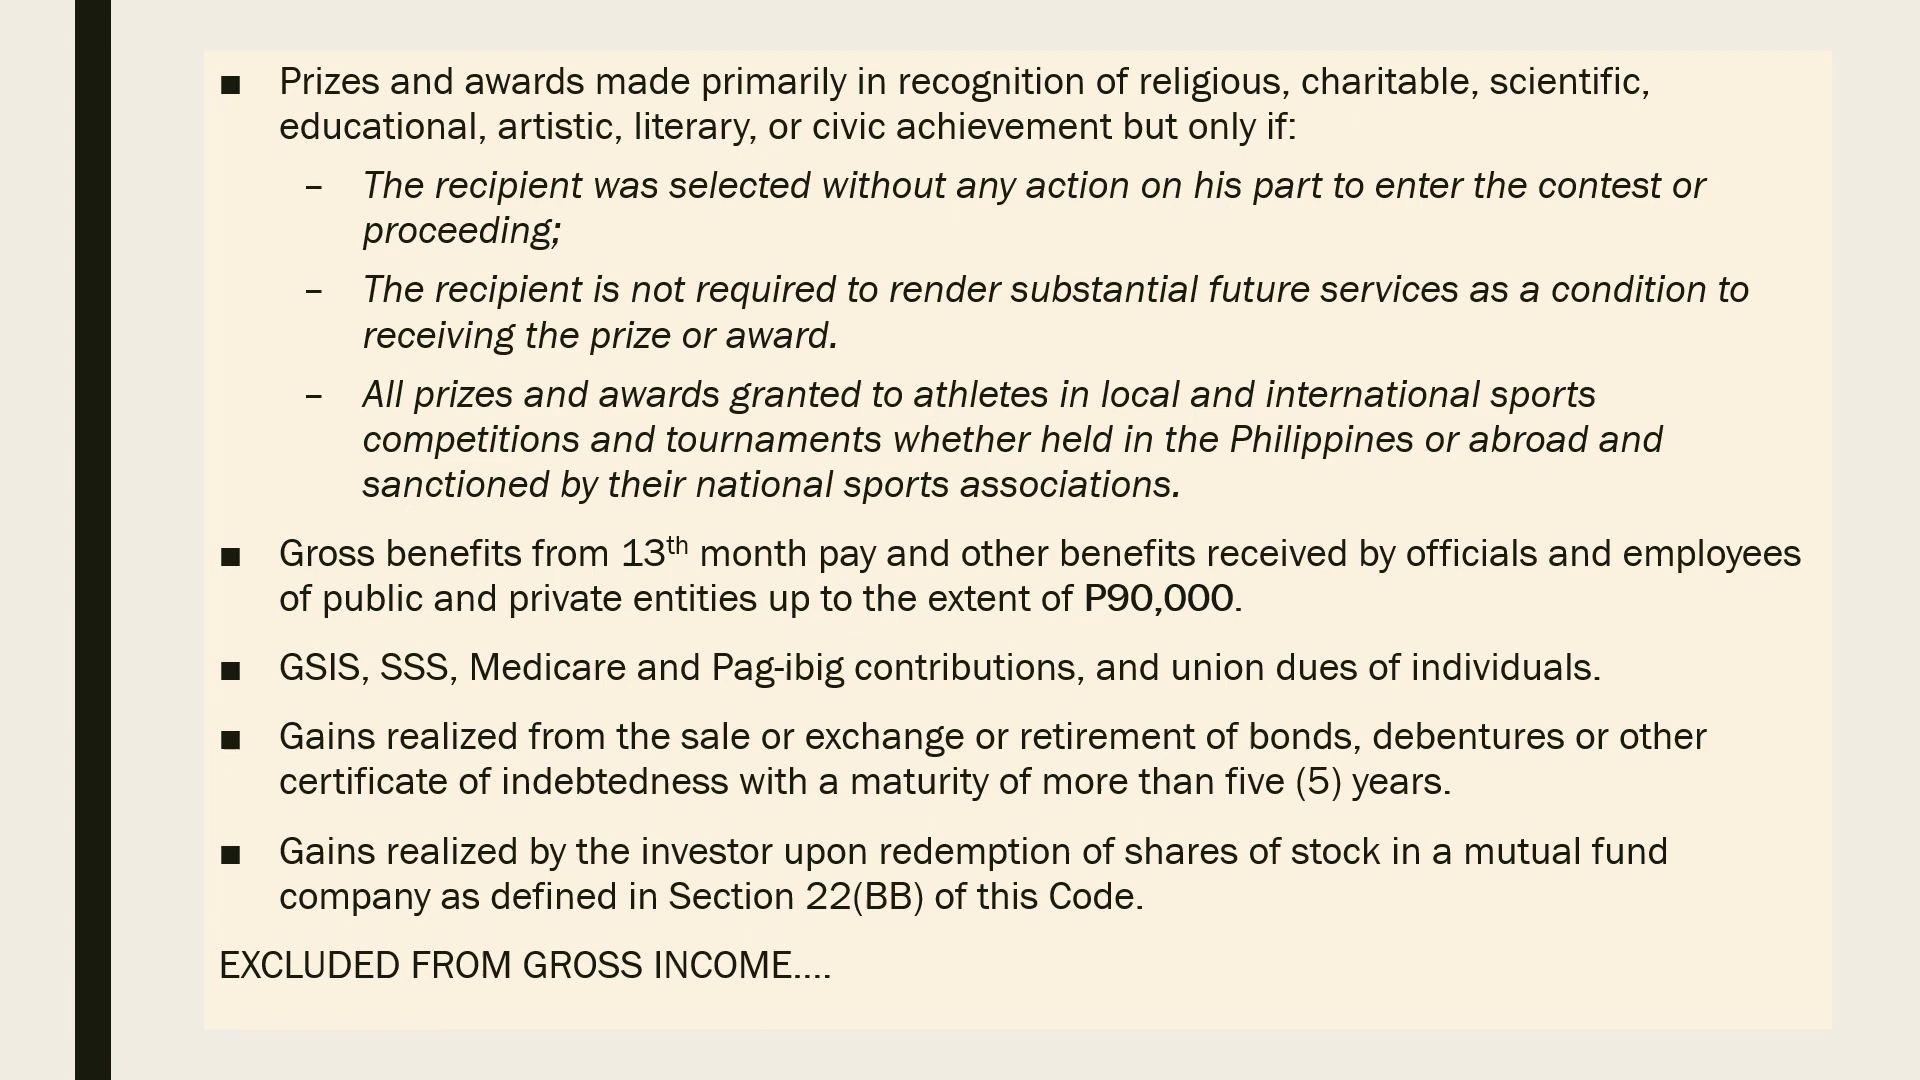 ■ Prizes and awards made primarily in recognition of religious, charitable, scientific,
educational, artistic, literary, or civic achievement but only if:
– The recipient was selected without any action on his part to enter the contest or
proceeding;
– The recipient is not required to render substantial future services as a condition to
receiving the prize or award.
– All prizes and awards granted to athletes in local and international sports
competitions and tournaments whether held in the Philippines or abroad and
sanctioned by their national sports associations.
■ Gross benefits from 13th month pay and other benefits received by officials and employees
of public and private entities up to the extent of P90,000.
■ GSIS, SSS, Medicare and Pag-ibig contributions, and union dues of individuals.
■ Gains realized from the sale or exchange or retirement of bonds, debentures or other
certificate of indebtedness with a maturity of more than five (5) years.
■ Gains realized by the investor upon redemption of shares of stock in a mutual fund
company as defined in Section 22(BB) of this Code.
EXCLUDED FROM GROSS INCOME….